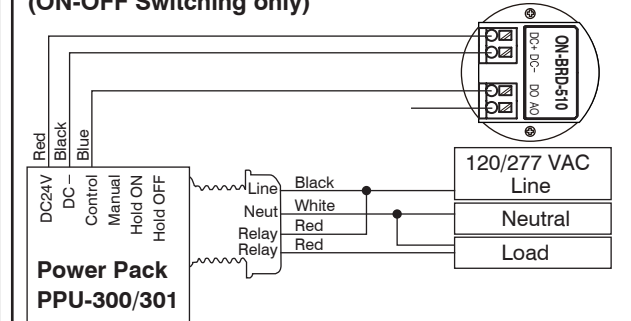 (ON-OFF Switching only)
DC+ DC-
DO AO
ON-BRD-510
Red
Black
Blue
DC24V
DC-
Control
Manual
Hold ON
Hold OFF
Power Pack
PPU-300/301
Line
Neut
Relay
Relay
Black
White
Red
Red
120/277 VAC
Line
Neutral
Load